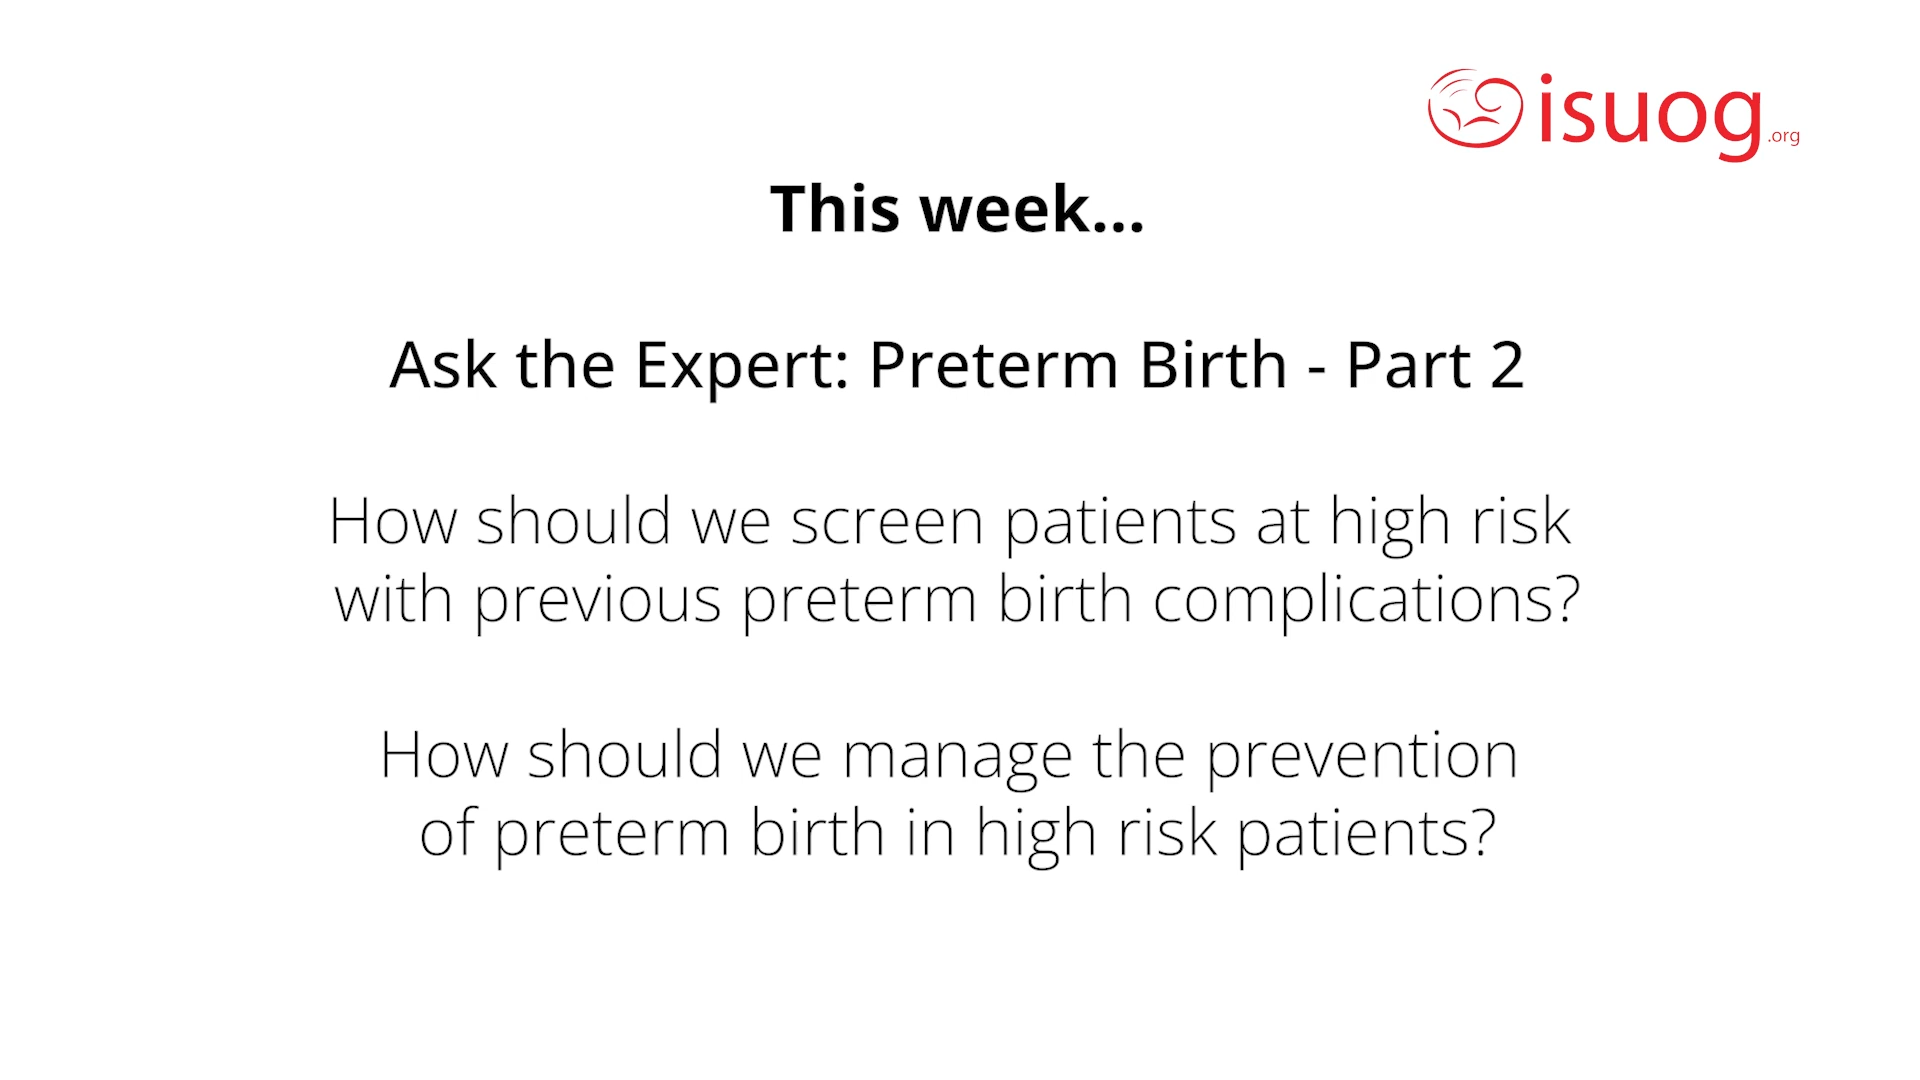 isuog.org
This week...
Ask the Expert: Preterm Birth - Part 2
How should we screen patients at high risk
with previous preterm birth complications?
How should we manage the prevention
of preterm birth in high risk patients?